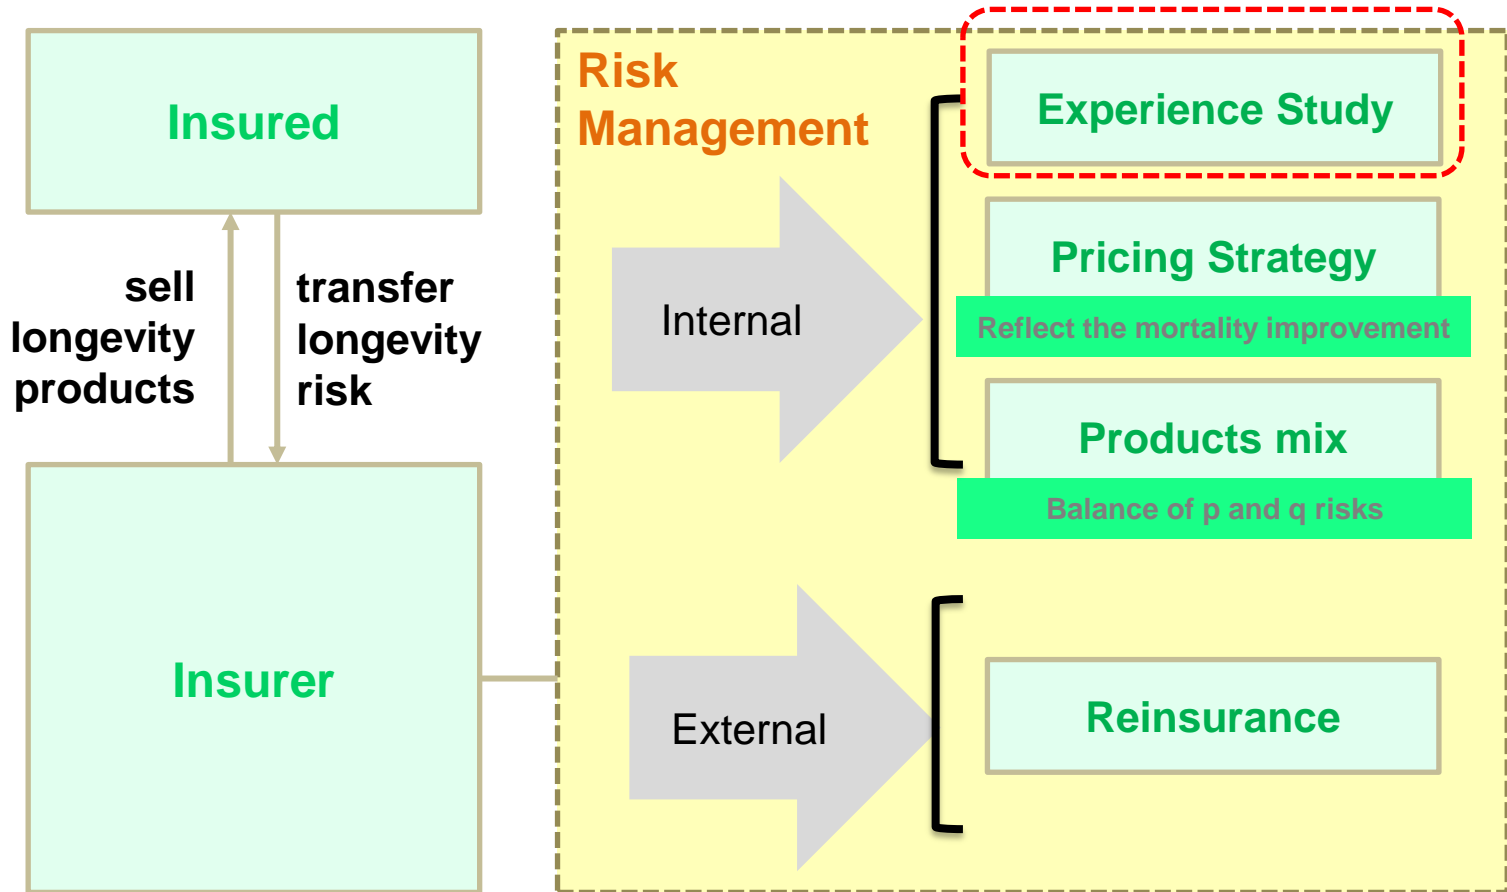 Insured
sell
longevity
products
transfer
longevity
risk
Insurer
Risk
Management
Internal
Experience Study
Pricing Strategy
Reflect the mortality improvement
Products mix
Balance of p and q risks
External
Reinsurance